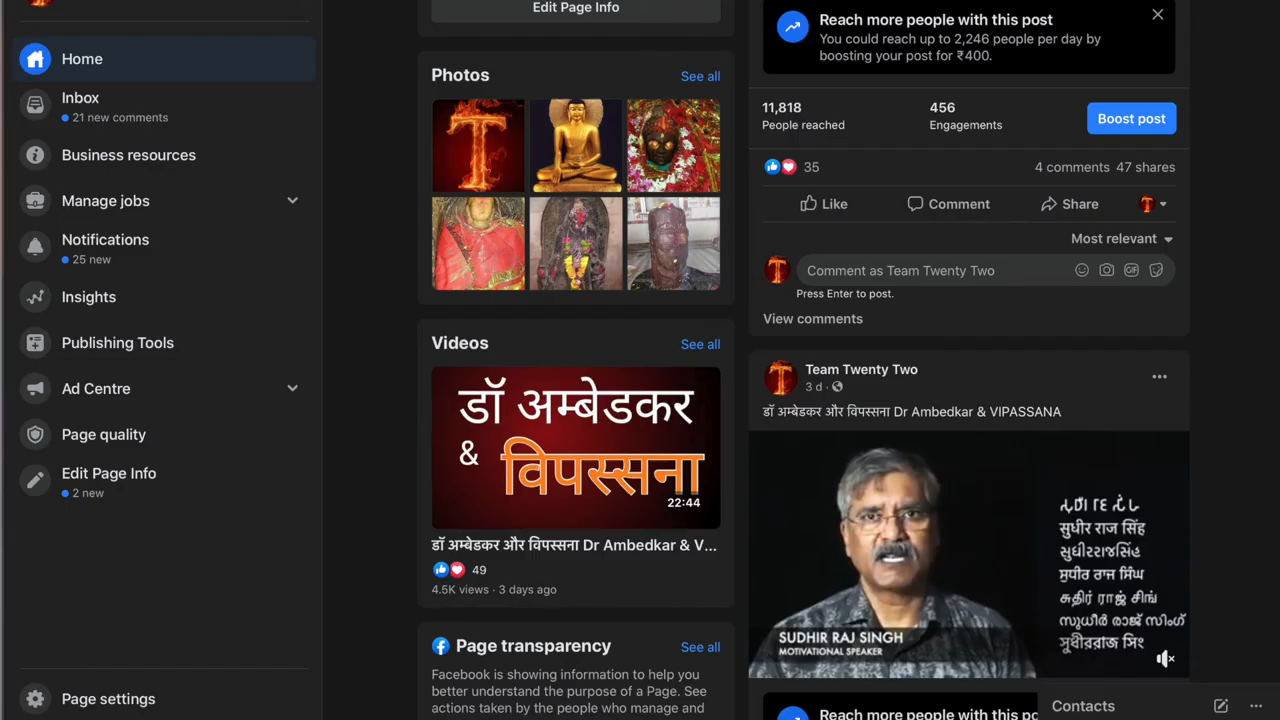 Home
Inbox
21 new comments
Business resources
Manage jobs
Notifications
25 new
Insights
Publishing Tools
Ad Centre
Page quality
Edit Page Info
2 new
Page settings
Edit Page Info
Photos
See all
T
Videos
See all
डॉ अम्बेडकर
&
विपस्सना
22:44
डॉ अम्बेडकर और विपस्सना Dr Ambedkar & V...
49
4.5K views · 3 days ago
Page transparency
See all
Facebook is showing information to help you
better understand the purpose of a Page. See
actions taken by the people who manage and
Reach more people with this post
You could reach up to 2,246 people per day by
boosting your post for ₹400.
11,818
People reached
456
Engagements
Boost post
35
4 comments 47 shares
Like
Comment
Share
Most relevant
Comment as Team Twenty Two
GIF
Press Enter to post.
View comments
Team Twenty Two
3 d ·
डॉ अम्बेडकर और विपस्सना Dr Ambedkar & VIPASSANA
सुधीर राज सिंह
SUDHIR RAJ SINGH
MOTIVATIONAL SPEAKER
Reach more people with this po
Contacts